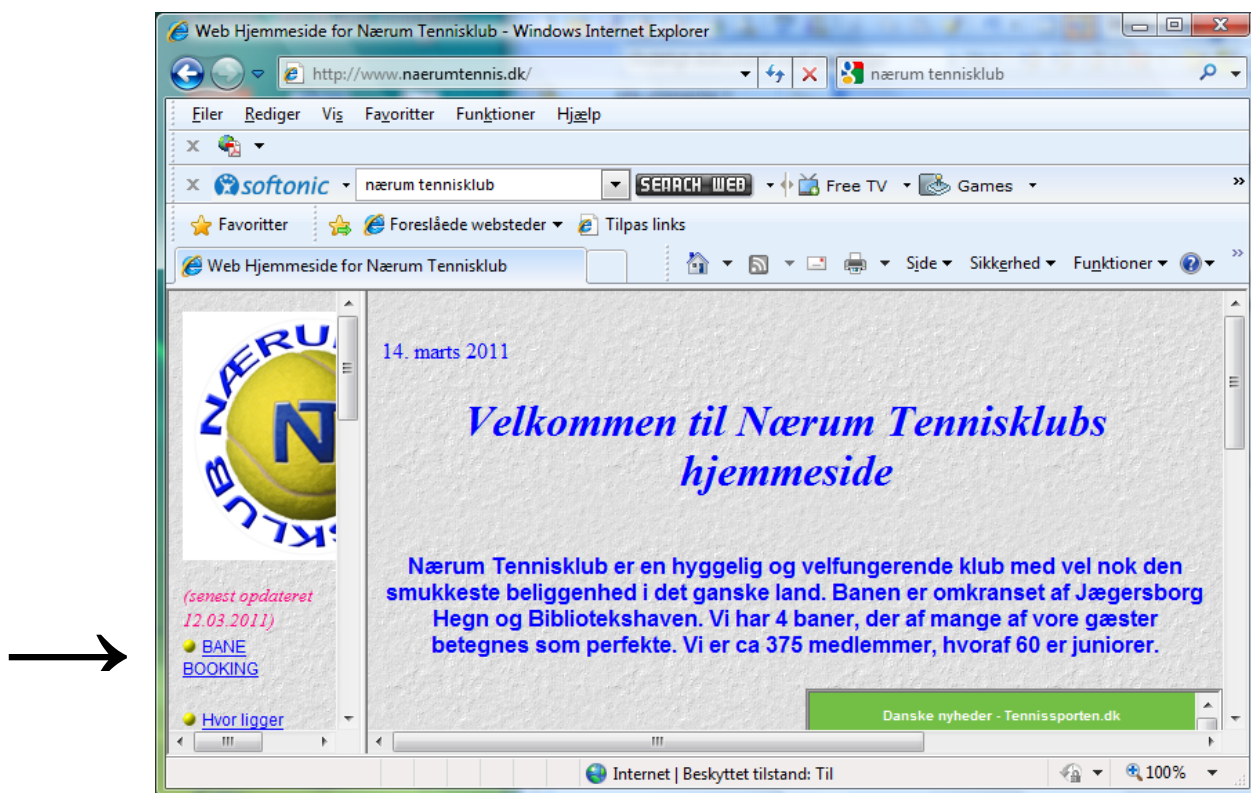 Web Hjemmeside for Nærum Tennisklub - Windows Internet Explorer
http://www.naerumtennis.dk/
nærum tennisklub
Filer Rediger Vis Favoritter Funktioner Hjælp
x
x softonic nærum tennisklub SEARCH WEB Free TV Games »
Favoritter Foreslåede websteder Tilpas links
Web Hjemmeside for Nærum Tennisklub
Side Sikkerhed Funktioner »
NÆRUM
NT
KLUB
(senest opdateret
12.03.2011)
BANE
BOOKING
Hvor ligger
14. marts 2011
Velkommen til Nærum Tennisklubs
hjemmeside
Nærum Tennisklub er en hyggelig og velfungerende klub med vel nok den
smukkeste beliggenhed i det ganske land. Banen er omkranset af Jægersborg
Hegn og Bibliotekshaven. Vi har 4 baner, der af mange af vore gæster
betegnes som perfekte. Vi er ca 375 medlemmer, hvoraf 60 er juniorer.
Danske nyheder - Tennissporten.dk
Internet | Beskyttet tilstand: Til
100%